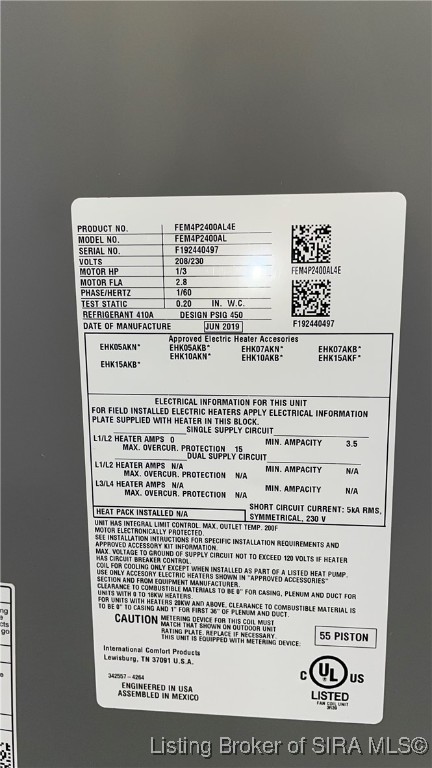 PRODUCT NO. FEM4P2400AL4E
MODEL NO. FEM4P2400AL
SERIAL NO. F192440497
VOLTS 208/230
MOTOR HP 1/3
MOTOR FLA 2.8
PHASE/HERTZ 1/60
TEST STATIC 0.20 IN. W.C.
REFRIGERANT 410A DESIGN PSIG 450
DATE OF MANUFACTURE JUN 2019
FEM4P2400AL4E
F192440497
Approved Electric Heater Accesories
EHK05AKN* EHK05AKB* EHK07AKN* EHK07AKB*
EHK10AKN* EHK10AKB* EHK15AKF*
EHK15AKB*
ELECTRICAL INFORMATION FOR THIS UNIT
FOR FIELD INSTALLED ELECTRIC HEATERS APPLY ELECTRICAL INFORMATION
PLATE SUPPLIED WITH HEATER IN THIS BLOCK.
SINGLE SUPPLY CIRCUIT
L1/L2 HEATER AMPS 0 MIN. AMPACITY 3.5
MAX. OVERCUR. PROTECTION 15
DUAL SUPPLY CIRCUIT
L1/L2 HEATER AMPS N/A MIN. AMPACITY N/A
MAX. OVERCUR. PROTECTION N/A
L3/L4 HEATER AMPS N/A MIN. AMPACITY N/A
MAX. OVERCUR. PROTECTION N/A
SHORT CIRCUIT CURRENT: 5kA RMS,
HEAT PACK INSTALLED N/A SYMMETRICAL, 230 V
UNIT HAS INTEGRAL LIMIT CONTROL. MAX. OUTLET TEMP. 200F
MOTOR ELECTRONICALLY PROTECTED.
SEE INSTALLATION INSTRUCTIONS FOR SPECIFIC INSTALLATION REQUIREMENTS AND
APPROVED ACCESSORY KIT INFORMATION.
MAX. VOLTAGE TO GROUND OF SUPPLY CIRCUIT NOT TO EXCEED 120 VOLTS IF HEATER
HAS CIRCUIT BREAKER CONTROL.
COIL FOR COOLING ONLY EXCEPT WHEN INSTALLED AS PART OF A LISTED HEAT PUMP.
USE ONLY ACCESORY ELECTRIC HEATERS SHOWN IN "APPROVED ACCESSORIES"
SECTION AND FROM EQUIPMENT MANUFACTURER.
CLEARANCE TO COMBUSTIBLE MATERIALS TO BE 0" FOR CASING, PLENUM AND DUCT FOR
UNITS WITH 0 TO 18KW HEATERS.
FOR UNITS WITH HEATERS 20KW AND ABOVE, CLEARANCE TO COMBUSTIBLE MATERIAL IS
TO BE 0" TO CASING AND 1" FOR FIRST 36" OF PLENUM AND DUCT.
CAUTION METERING DEVICE FOR THIS COIL MUST
MATCH THAT SHOWN ON OUTDOOR UNIT
RATING PLATE. REPLACE IF NECESSARY.
THIS UNIT IS EQUIPPED WITH METERING DEVICE: 55 PISTON
International Comfort Products
Lewisburg, TN 37091 U.S.A.
342557-4264
ENGINEERED IN USA
ASSEMBLED IN MEXICO
C UL US
LISTED
FAN COIL UNIT
Listing Broker of SIRA MLS©